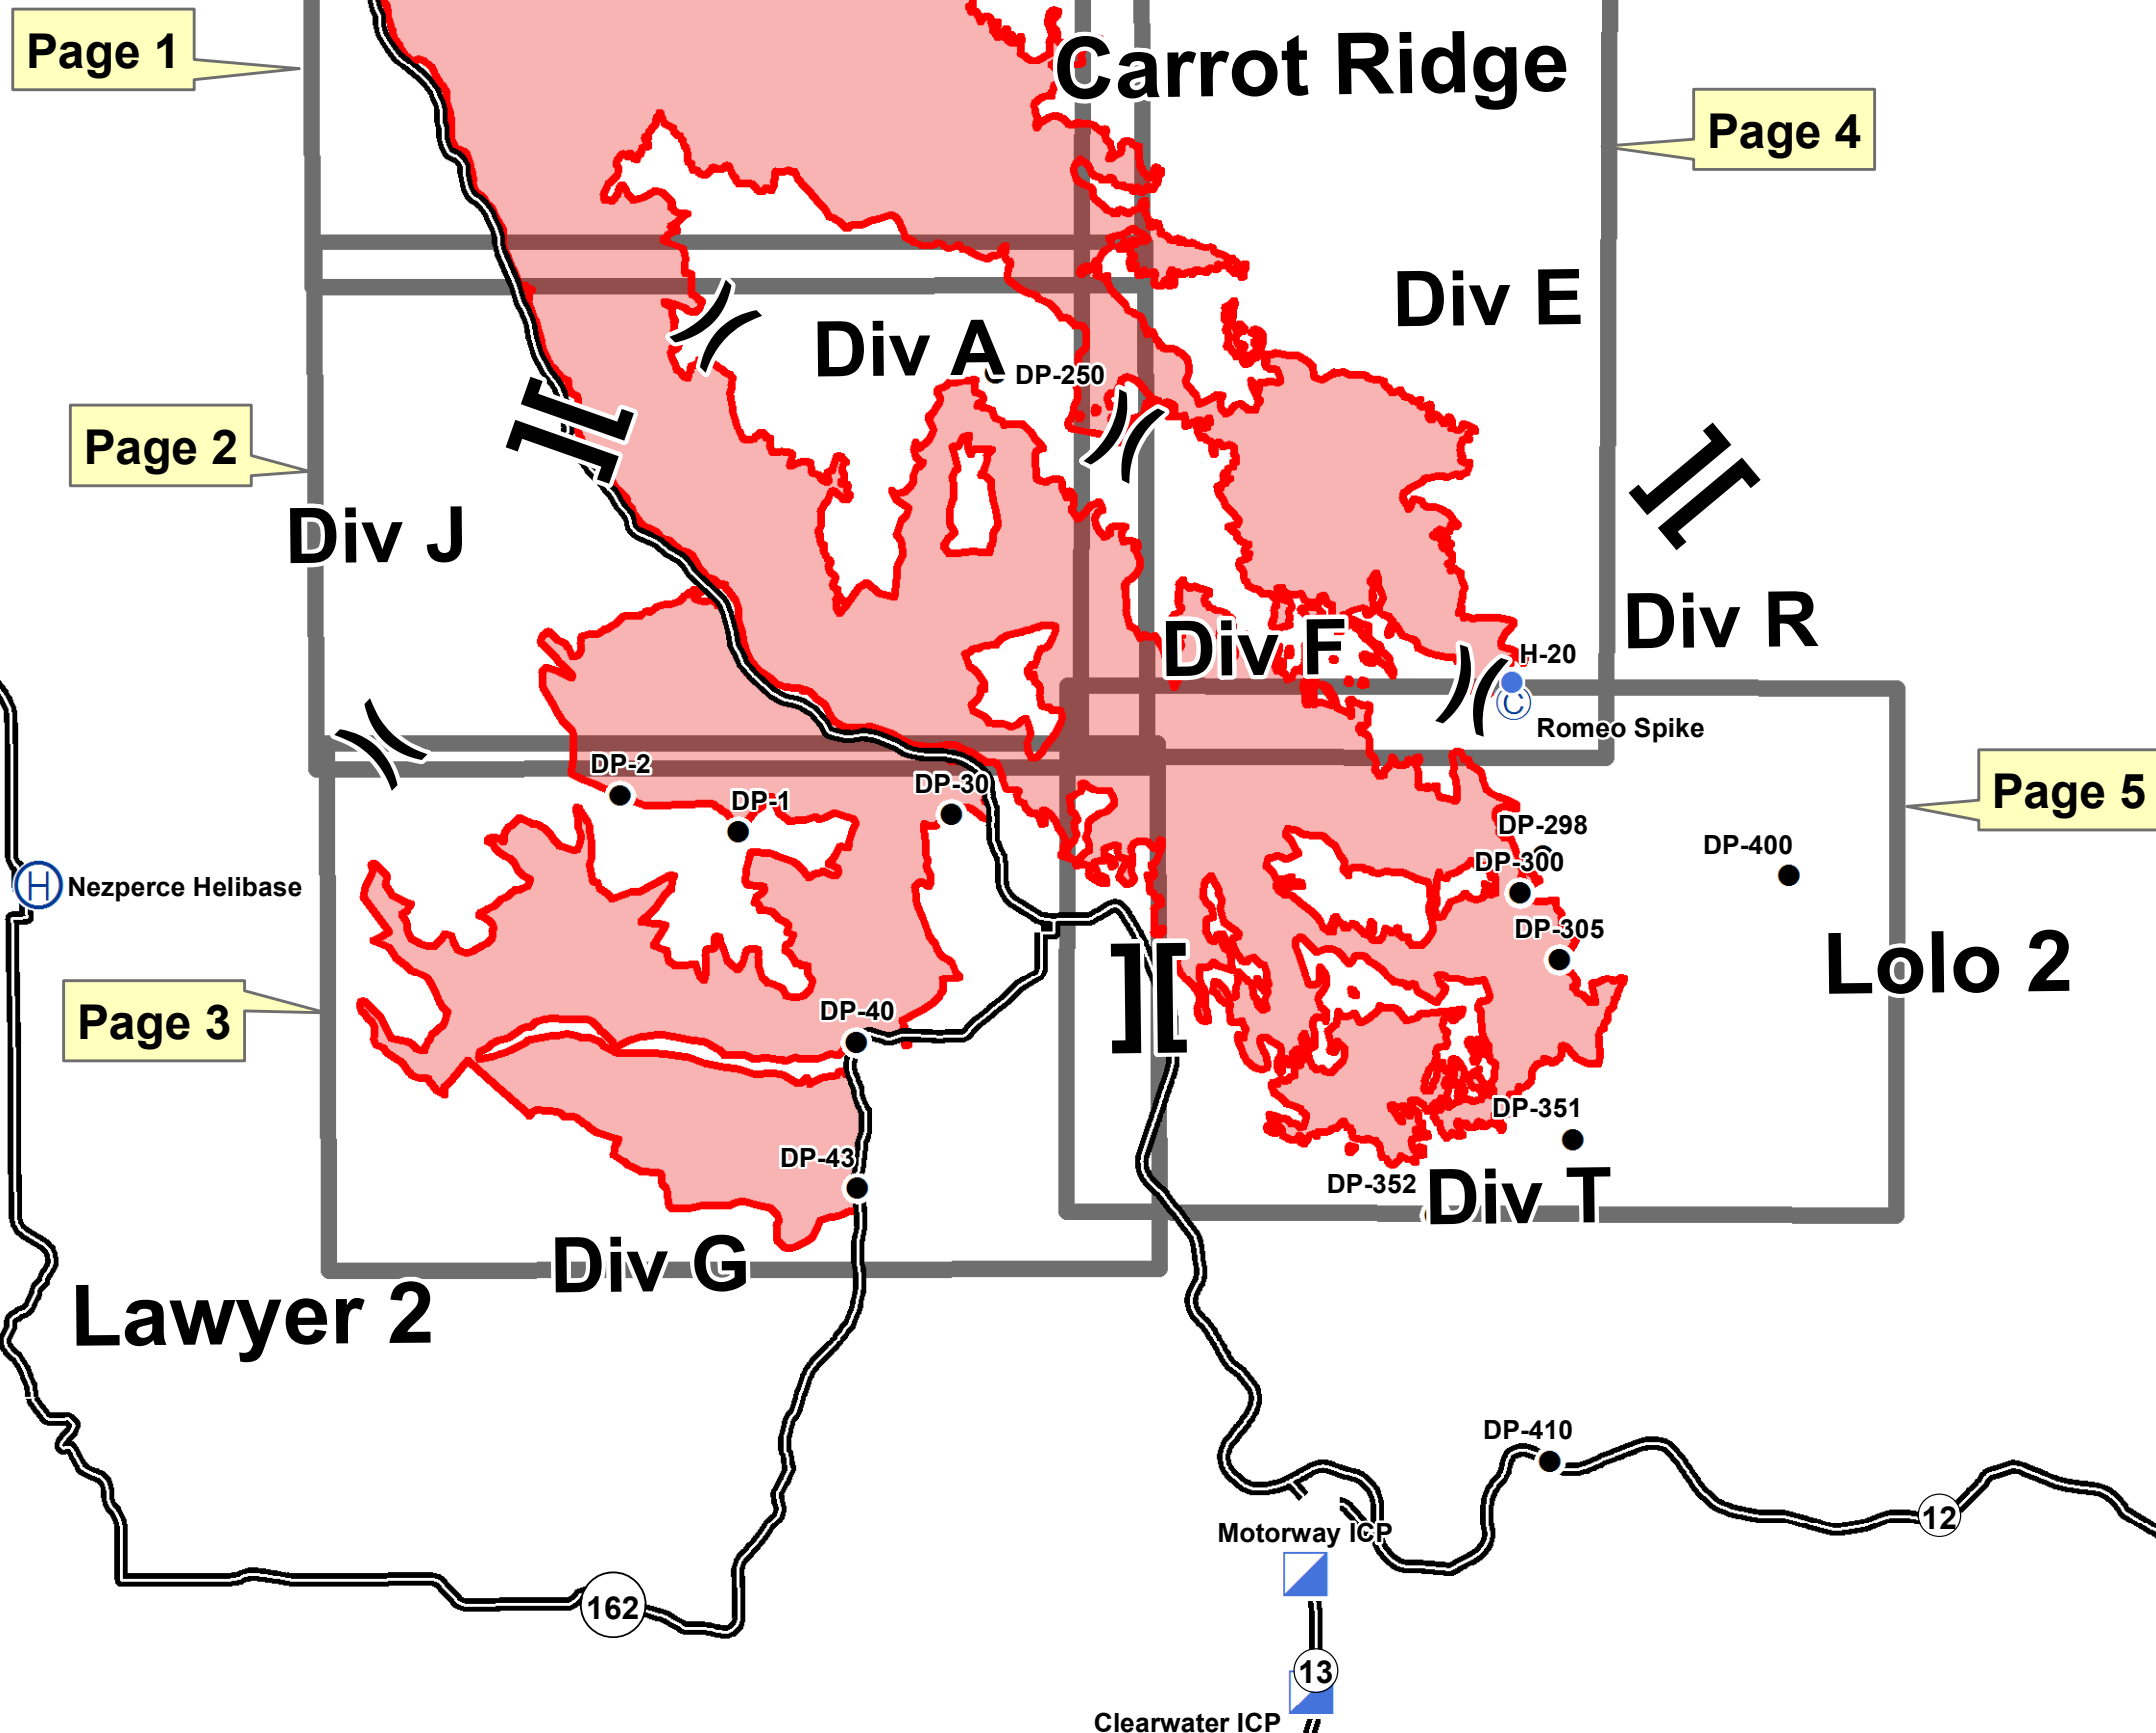 Page 1
Carrot Ridge
Page 4
Div E
Div A
DP-250
Page 2
Div J
Div R
Div F
H-20
C
Romeo Spike
DP-2
DP-30
DP-1
Page 5
DP-298
DP-400
DP-300
H
Nezperce Helibase
DP-305
Lolo 2
Page 3
DP-40
DP-351
DP-43
DP-352
Div T
Div G
Lawyer 2
DP-410
12
Motorway ICP
162
13
Clearwater ICP